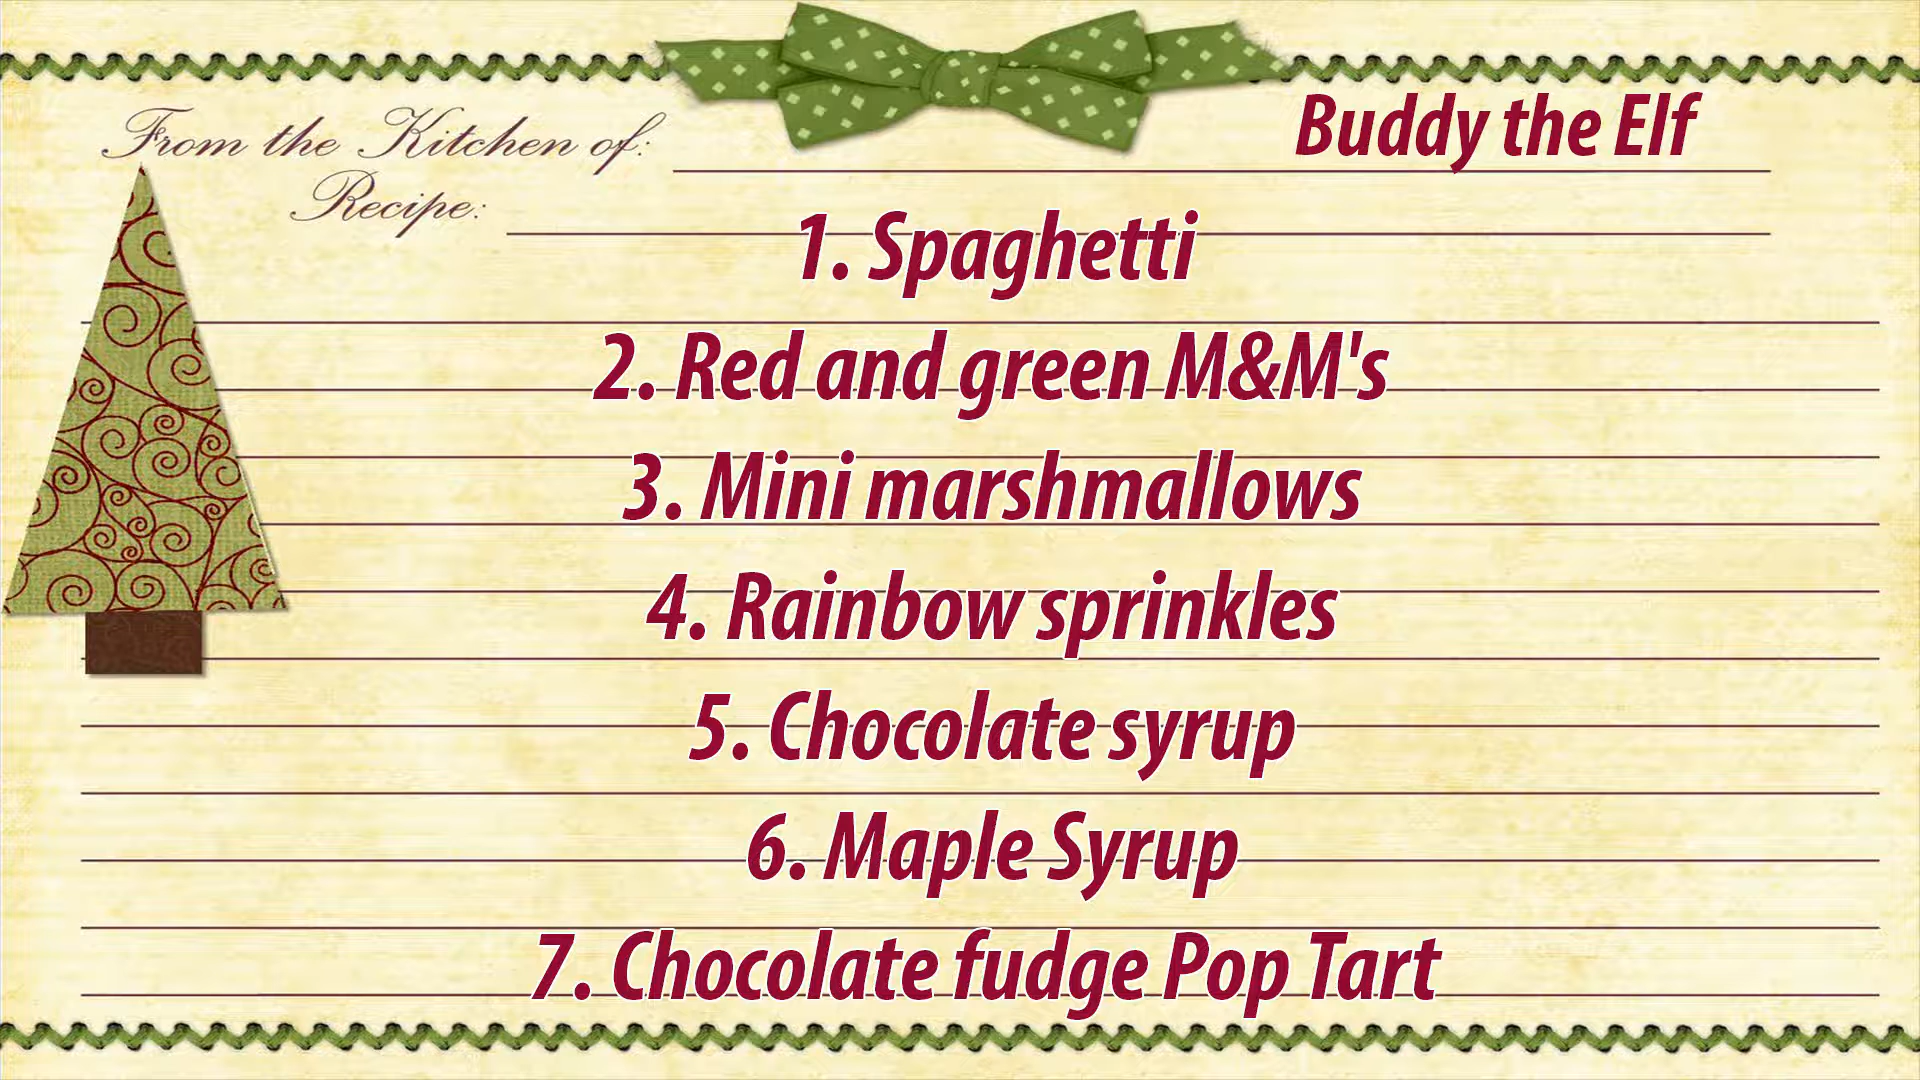 From the Kitchen of: Buddy the Elf
Recipe:
1. Spaghetti
2. Red and green M&M's
3. Mini marshmallows
4. Rainbow sprinkles
5. Chocolate syrup
6. Maple Syrup
7. Chocolate fudge Pop Tart